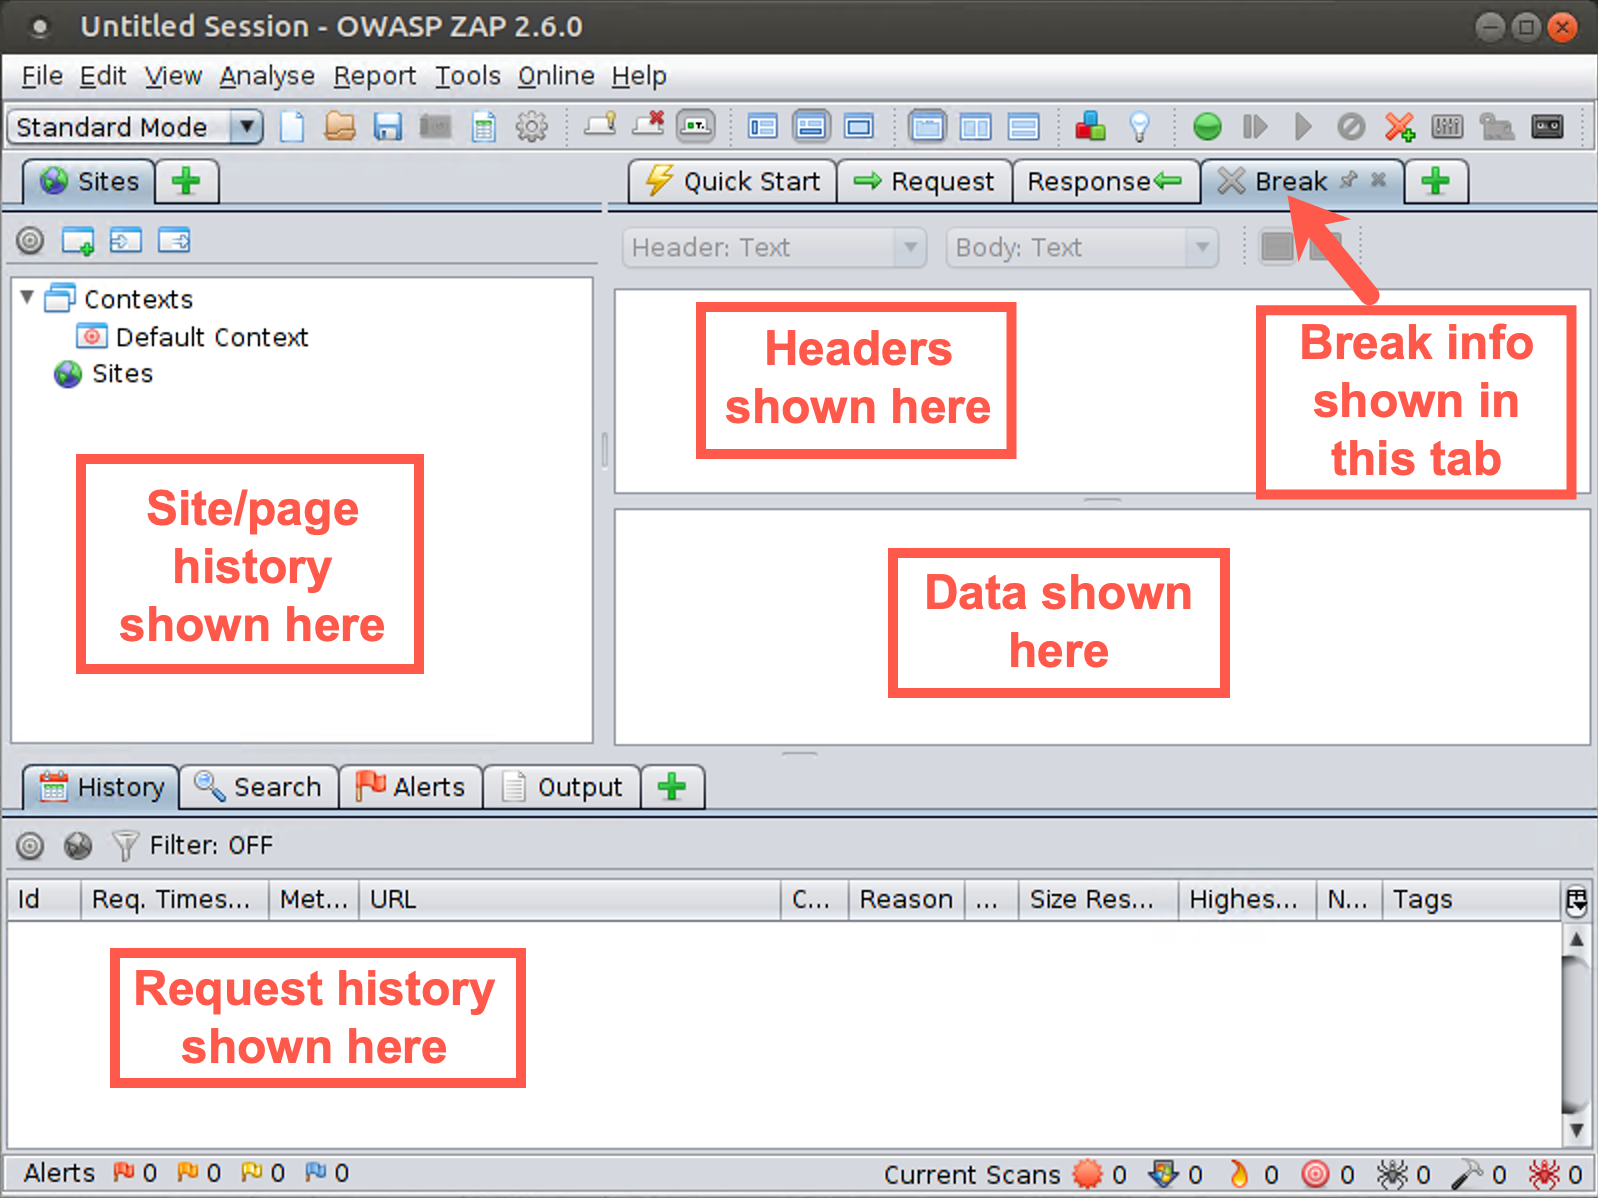 Untitled Session - OWASP ZAP 2.6.0
File Edit View Analyse Report Tools Online Help
Standard Mode
Sites
Quick Start Request Response Break
Header: Text Body: Text
Contexts
Default Context
Sites
Headers
shown here
Break info
shown in
this tab
Site/page
history
shown here
Data shown
here
History Search Alerts Output
Filter: OFF
Id Req. Times... Met... URL C... Reason ... Size Res... Highes... N... Tags
Request history
shown here
Alerts 0 0 0 0 Current Scans 0 0 0 0 0 0 0